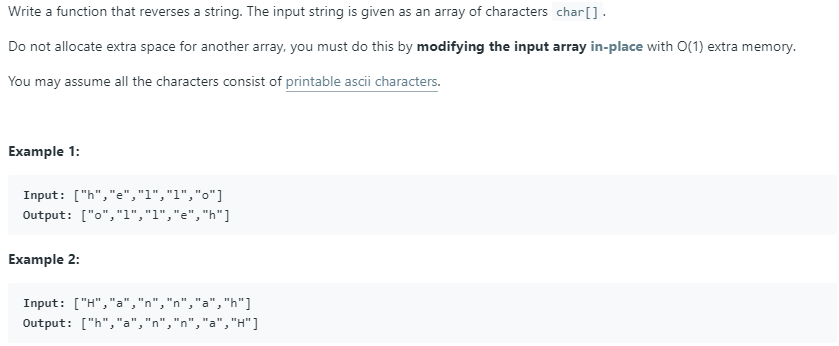 Write a function that reverses a string. The input string is given as an array of characters char[] .
Do not allocate extra space for another array, you must do this by modifying the input array in-place with O(1) extra memory.
You may assume all the characters consist of printable ascii characters.
Example 1:
Input: ["h","e","l","l","o"]
Output: ["o","l","l","e","h"]
Example 2:
Input: ["H","a","n","n","a","h"]
Output: ["h","a","n","n","a","H"]